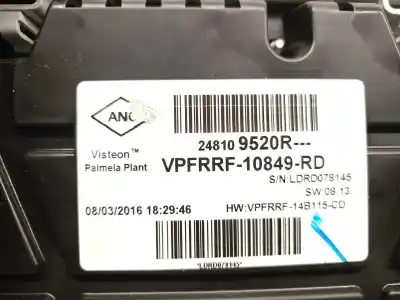 ANC
24810 9520R---
Visteon™
Palmela Plant
VPFRRF-10849-RD
S/N:LDRD078145
SW:08.13.
08/03/2016 18:29:46
HW:VPFRRF-14B115-CD
*LDRD078145*